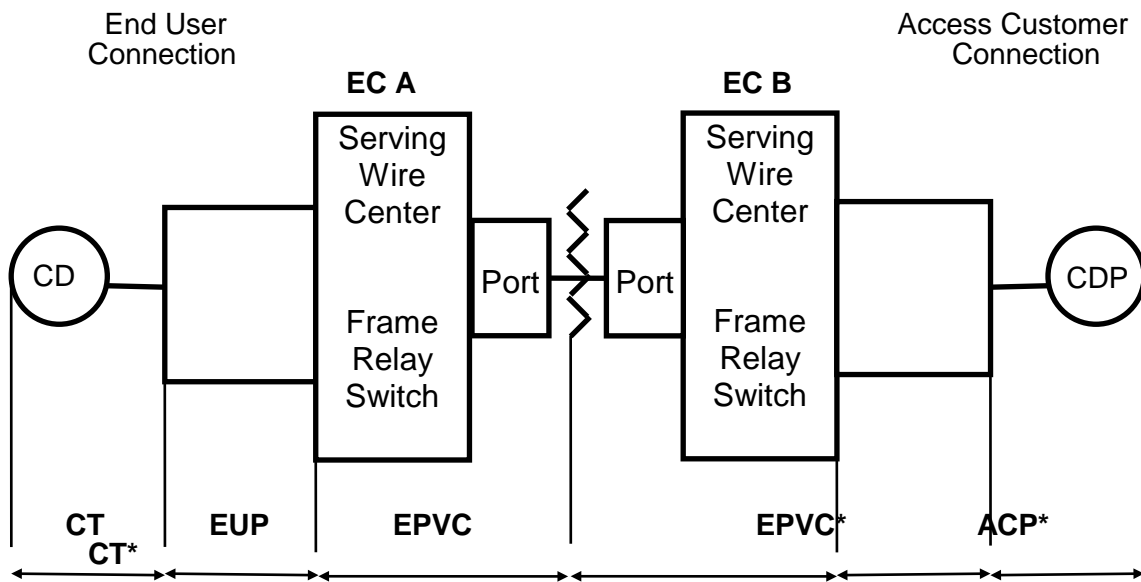 End User
Connection
Access Customer
Connection
EC A
EC B
Serving
Wire
Center
Frame
Relay
Switch
Port
Port
Serving
Wire
Center
Frame
Relay
Switch
CD
CDP
CT
EUP
EPVC
EPVC*
ACP*
CT*